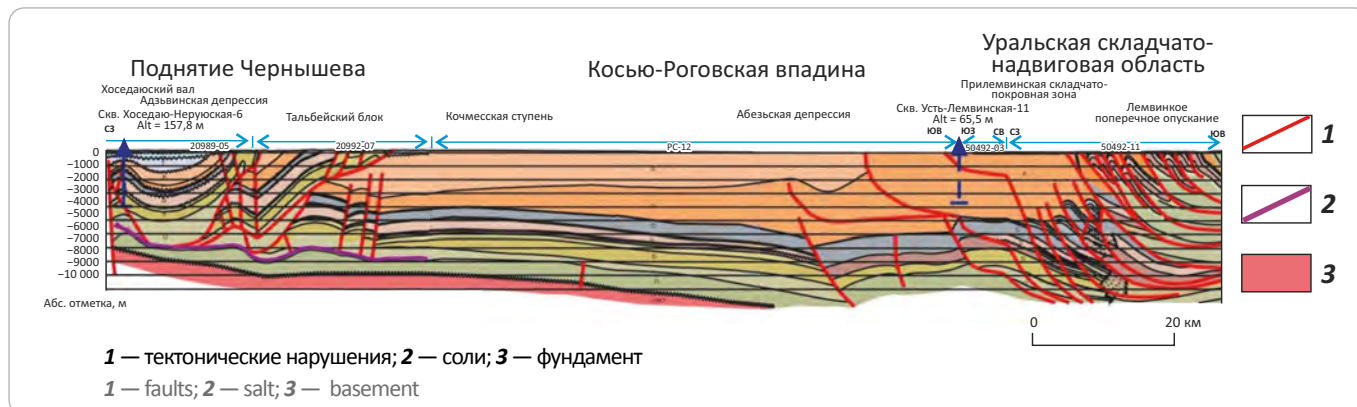 Поднятие Чернышева
Косью-Роговская впадина
Уральская складчато-
надвиговая область
Хоседаюский вал
Адзьвинская депрессия
Скв. Хоседаю-Неруюская-6
Alt = 157,8 м
Тальбейский блок
Кочмесская ступень
Абезьская депрессия
Прилемвинская складчато-
покровная зона
Скв. Усть-Лемвинская-11
Alt = 65,5 м
Лемвинкое
поперечное опускание
СЗ
ЮВ
ЮЗ
СВ
СЗ
ЮВ
20989-05
20992-07
РС-12
50492-03
50492-11
0
−1000
−2000
−3000
−4000
−5000
−6000
−7000
−8000
−9000
−10 000
Абс. отметка, м
1
2
3
0 20 км
1 — тектонические нарушения; 2 — соли; 3 — фундамент
1 — faults; 2 — salt; 3 — basement